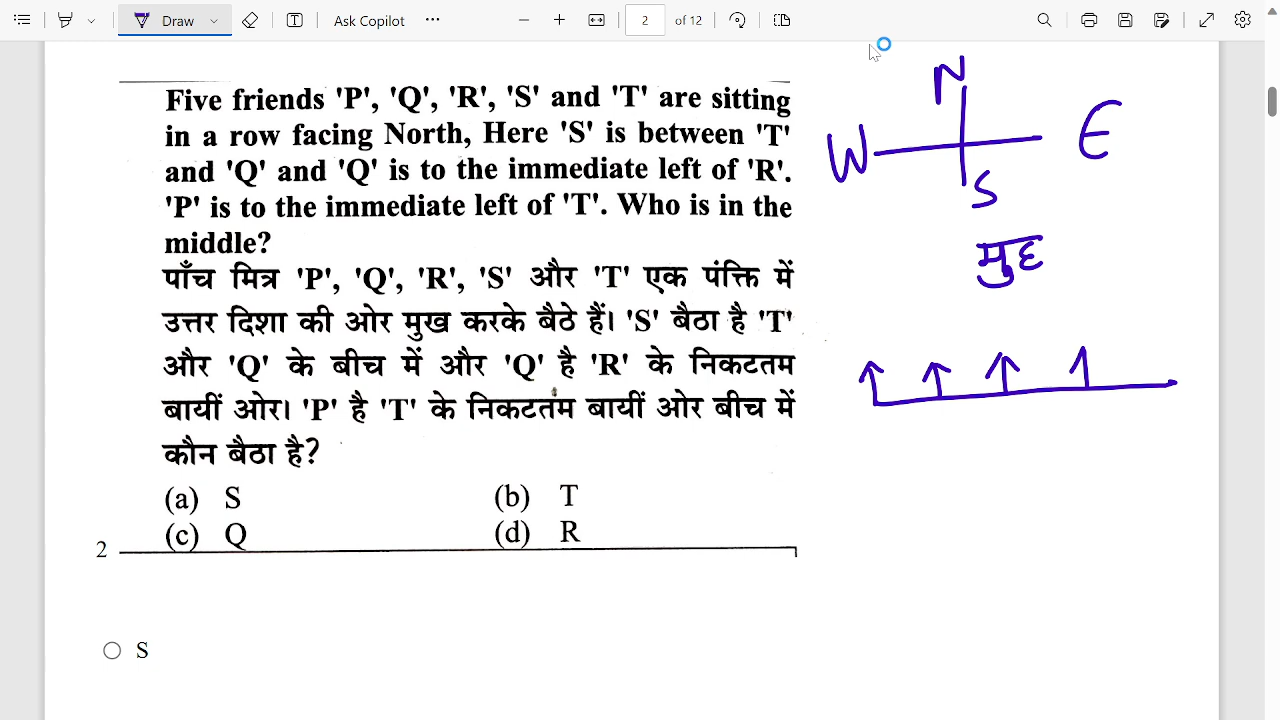 Draw
Ask Copilot
2 of 12
Five friends 'P', 'Q', 'R', 'S' and 'T' are sitting
in a row facing North, Here 'S' is between 'T'
and 'Q' and 'Q' is to the immediate left of 'R'.
'P' is to the immediate left of 'T'. Who is in the
middle?
पाँच मित्र 'P', 'Q', 'R', 'S' और 'T' एक पंक्ति में
उत्तर दिशा की ओर मुख करके बैठे हैं। 'S' बैठा है 'T'
और 'Q' के बीच में और 'Q' है 'R' के निकटतम
बायीं ओर। 'P' है 'T' के निकटतम बायीं ओर बीच में
कौन बैठा है?
(a) S (b) T
(c) Q (d) R
2
S
N
W E
S
मुह